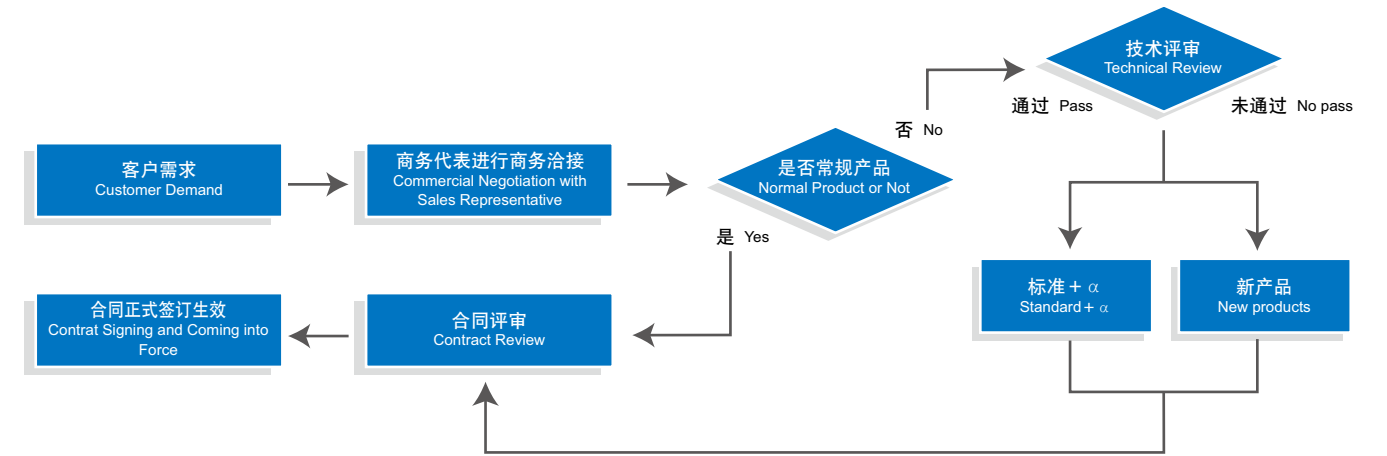 客户需求
Customer Demand
商务代表进行商务洽接
Commercial Negotiation with
Sales Representative
是否常规产品
Normal Product or Not
否 No
技术评审
Technical Review
通过 Pass
未通过 No pass
标准＋ α
Standard＋ α
新产品
New products
是 Yes
合同评审
Contract Review
合同正式签订生效
Contrat Signing and Coming into
Force